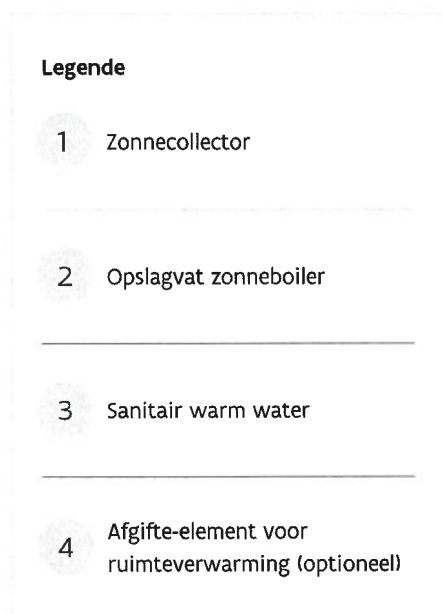 Legende
1 Zonnecollector
2 Opslagvat zonneboiler
3 Sanitair warm water
4 Afgifte-element voor
ruimteverwarming (optioneel)